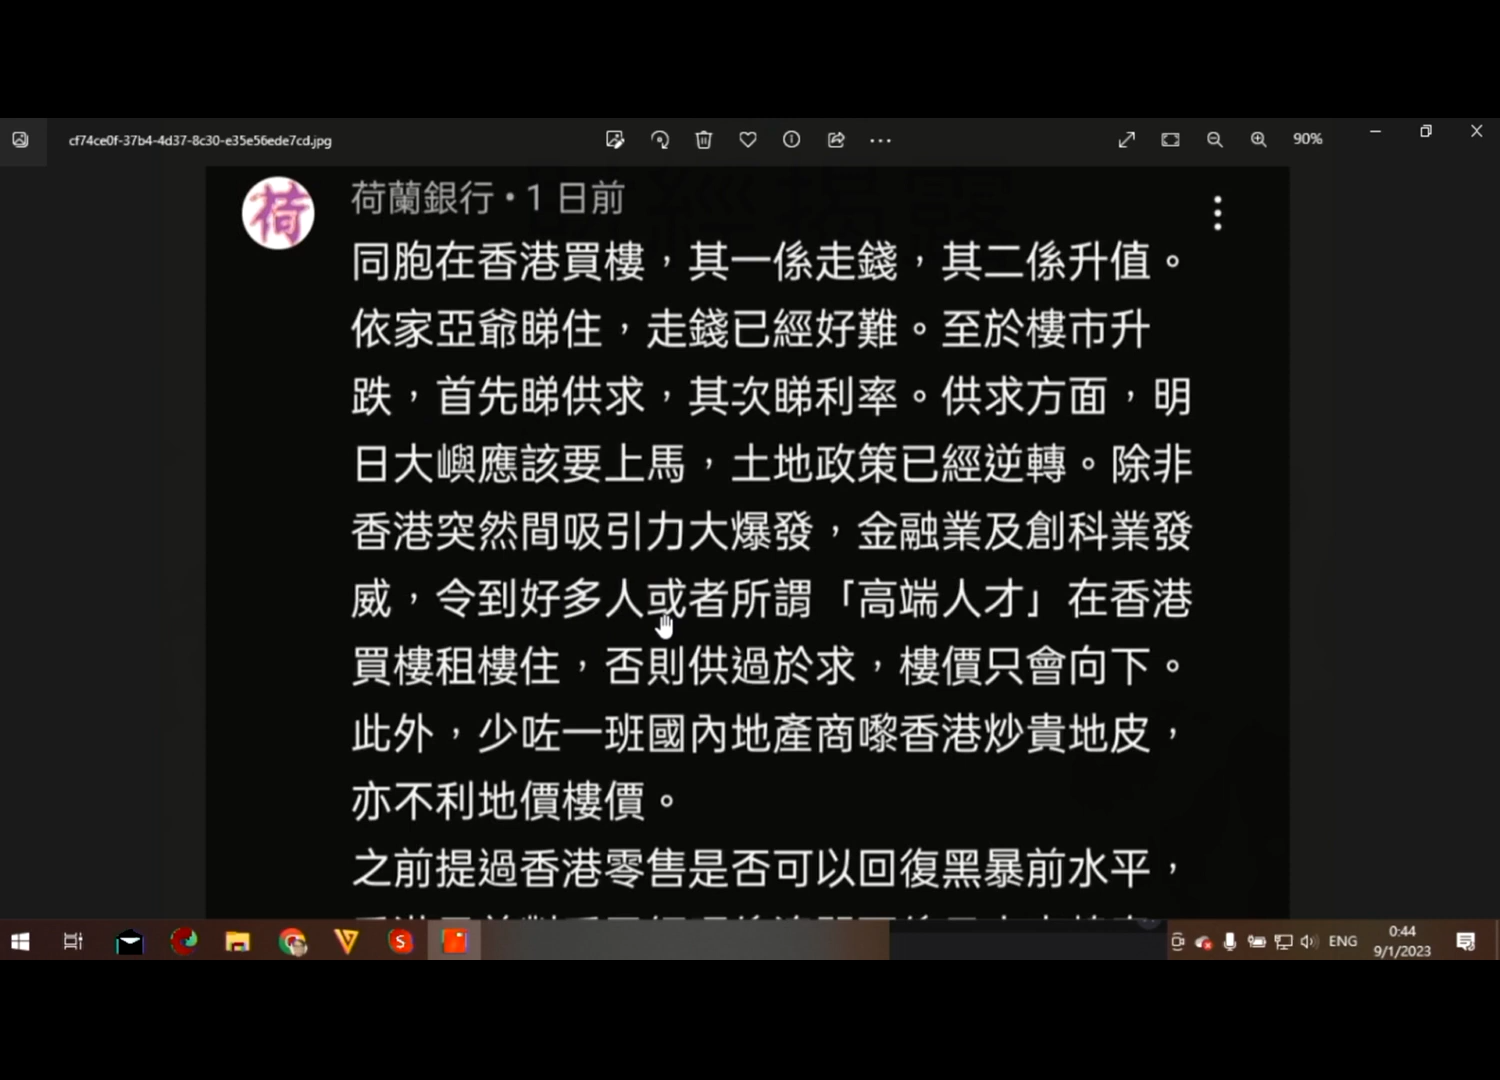 cf74ce0f-37b4-4d37-8c30-e35e56ede7cd.jpg
90%
荷蘭銀行 • 1 日前
同胞在香港買樓，其一係走錢，其二係升值。
依家亞爺睇住，走錢已經好難。至於樓市升
跌，首先睇供求，其次睇利率。供求方面，明
日大嶼應該要上馬，土地政策已經逆轉。除非
香港突然間吸引力大爆發，金融業及創科業發
威，令到好多人或者所謂「高端人才」在香港
買樓租樓住，否則供過於求，樓價只會向下。
此外，少咗一班國內地產商嚟香港炒貴地皮，
亦不利地價樓價。
之前提過香港零售是否可以回復黑暴前水平，
荷
ENG
0:44
9/1/2023